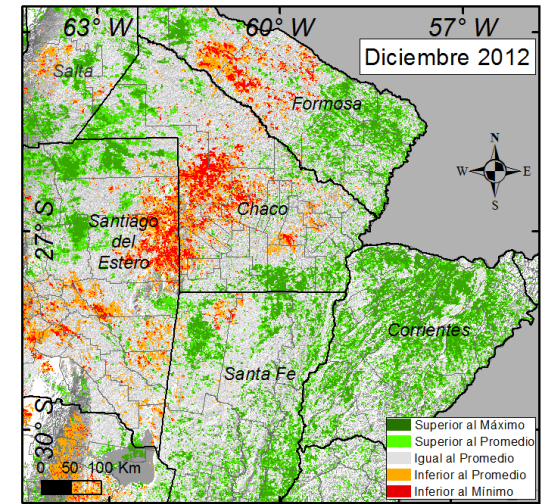 63° W
60° W
57° W
Diciembre 2012
Salta
Formosa
N
W
E
S
Chaco
27° S
Santiago
del
Estero
Corrientes
Santa Fe
30° S
0 50 100 Km
Superior al Máximo
Superior al Promedio
Igual al Promedio
Inferior al Promedio
Inferior al Mínimo